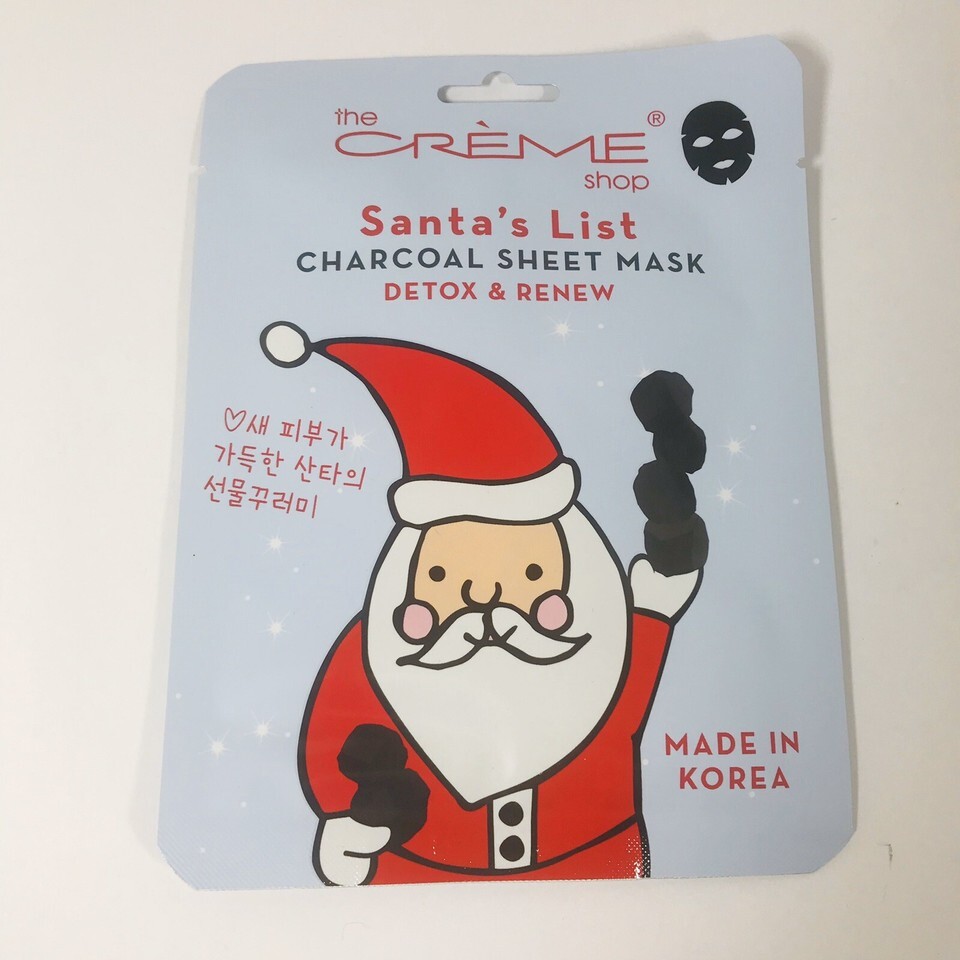 the
CRÈME®
shop
Santa's List
CHARCOAL SHEET MASK
DETOX & RENEW
♡새 피부가
가득한 산타의
선물꾸러미
MADE IN
KOREA